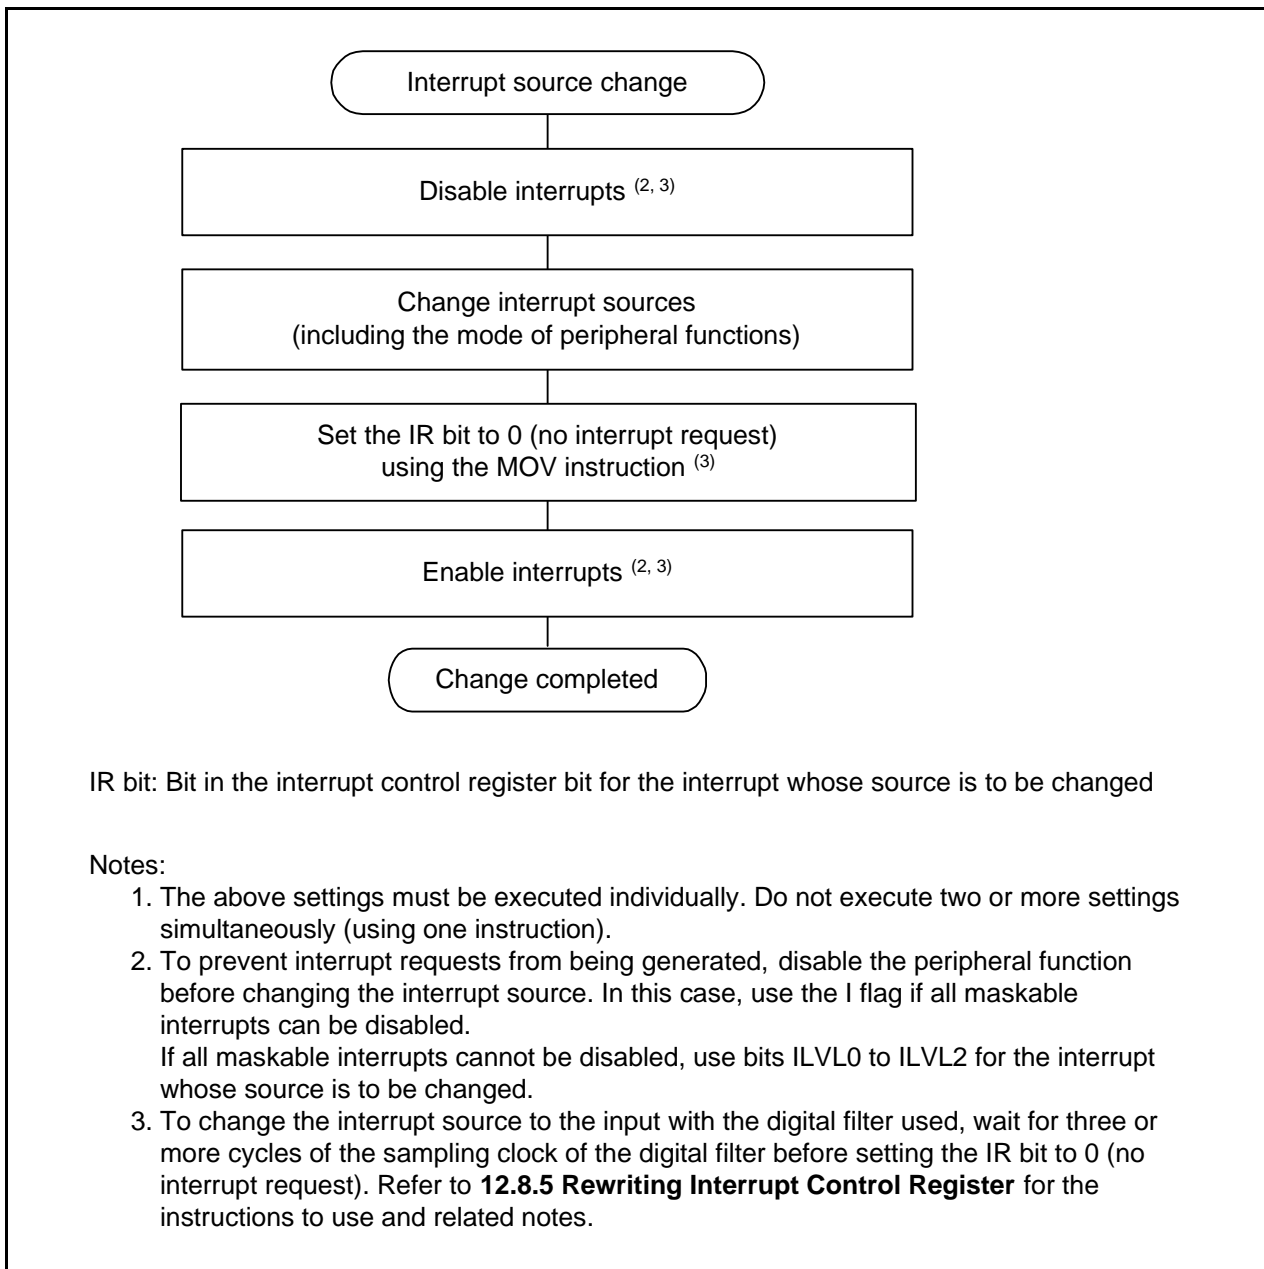 Interrupt source change
Disable interrupts (2, 3)
Change interrupt sources
(including the mode of peripheral functions)
Set the IR bit to 0 (no interrupt request)
using the MOV instruction (3)
Enable interrupts (2, 3)
Change completed
IR bit: Bit in the interrupt control register bit for the interrupt whose source is to be changed
Notes:
1. The above settings must be executed individually. Do not execute two or more settings
simultaneously (using one instruction).
2. To prevent interrupt requests from being generated, disable the peripheral function
before changing the interrupt source. In this case, use the I flag if all maskable
interrupts can be disabled.
If all maskable interrupts cannot be disabled, use bits ILVL0 to ILVL2 for the interrupt
whose source is to be changed.
3. To change the interrupt source to the input with the digital filter used, wait for three or
more cycles of the sampling clock of the digital filter before setting the IR bit to 0 (no
interrupt request). Refer to 12.8.5 Rewriting Interrupt Control Register for the
instructions to use and related notes.